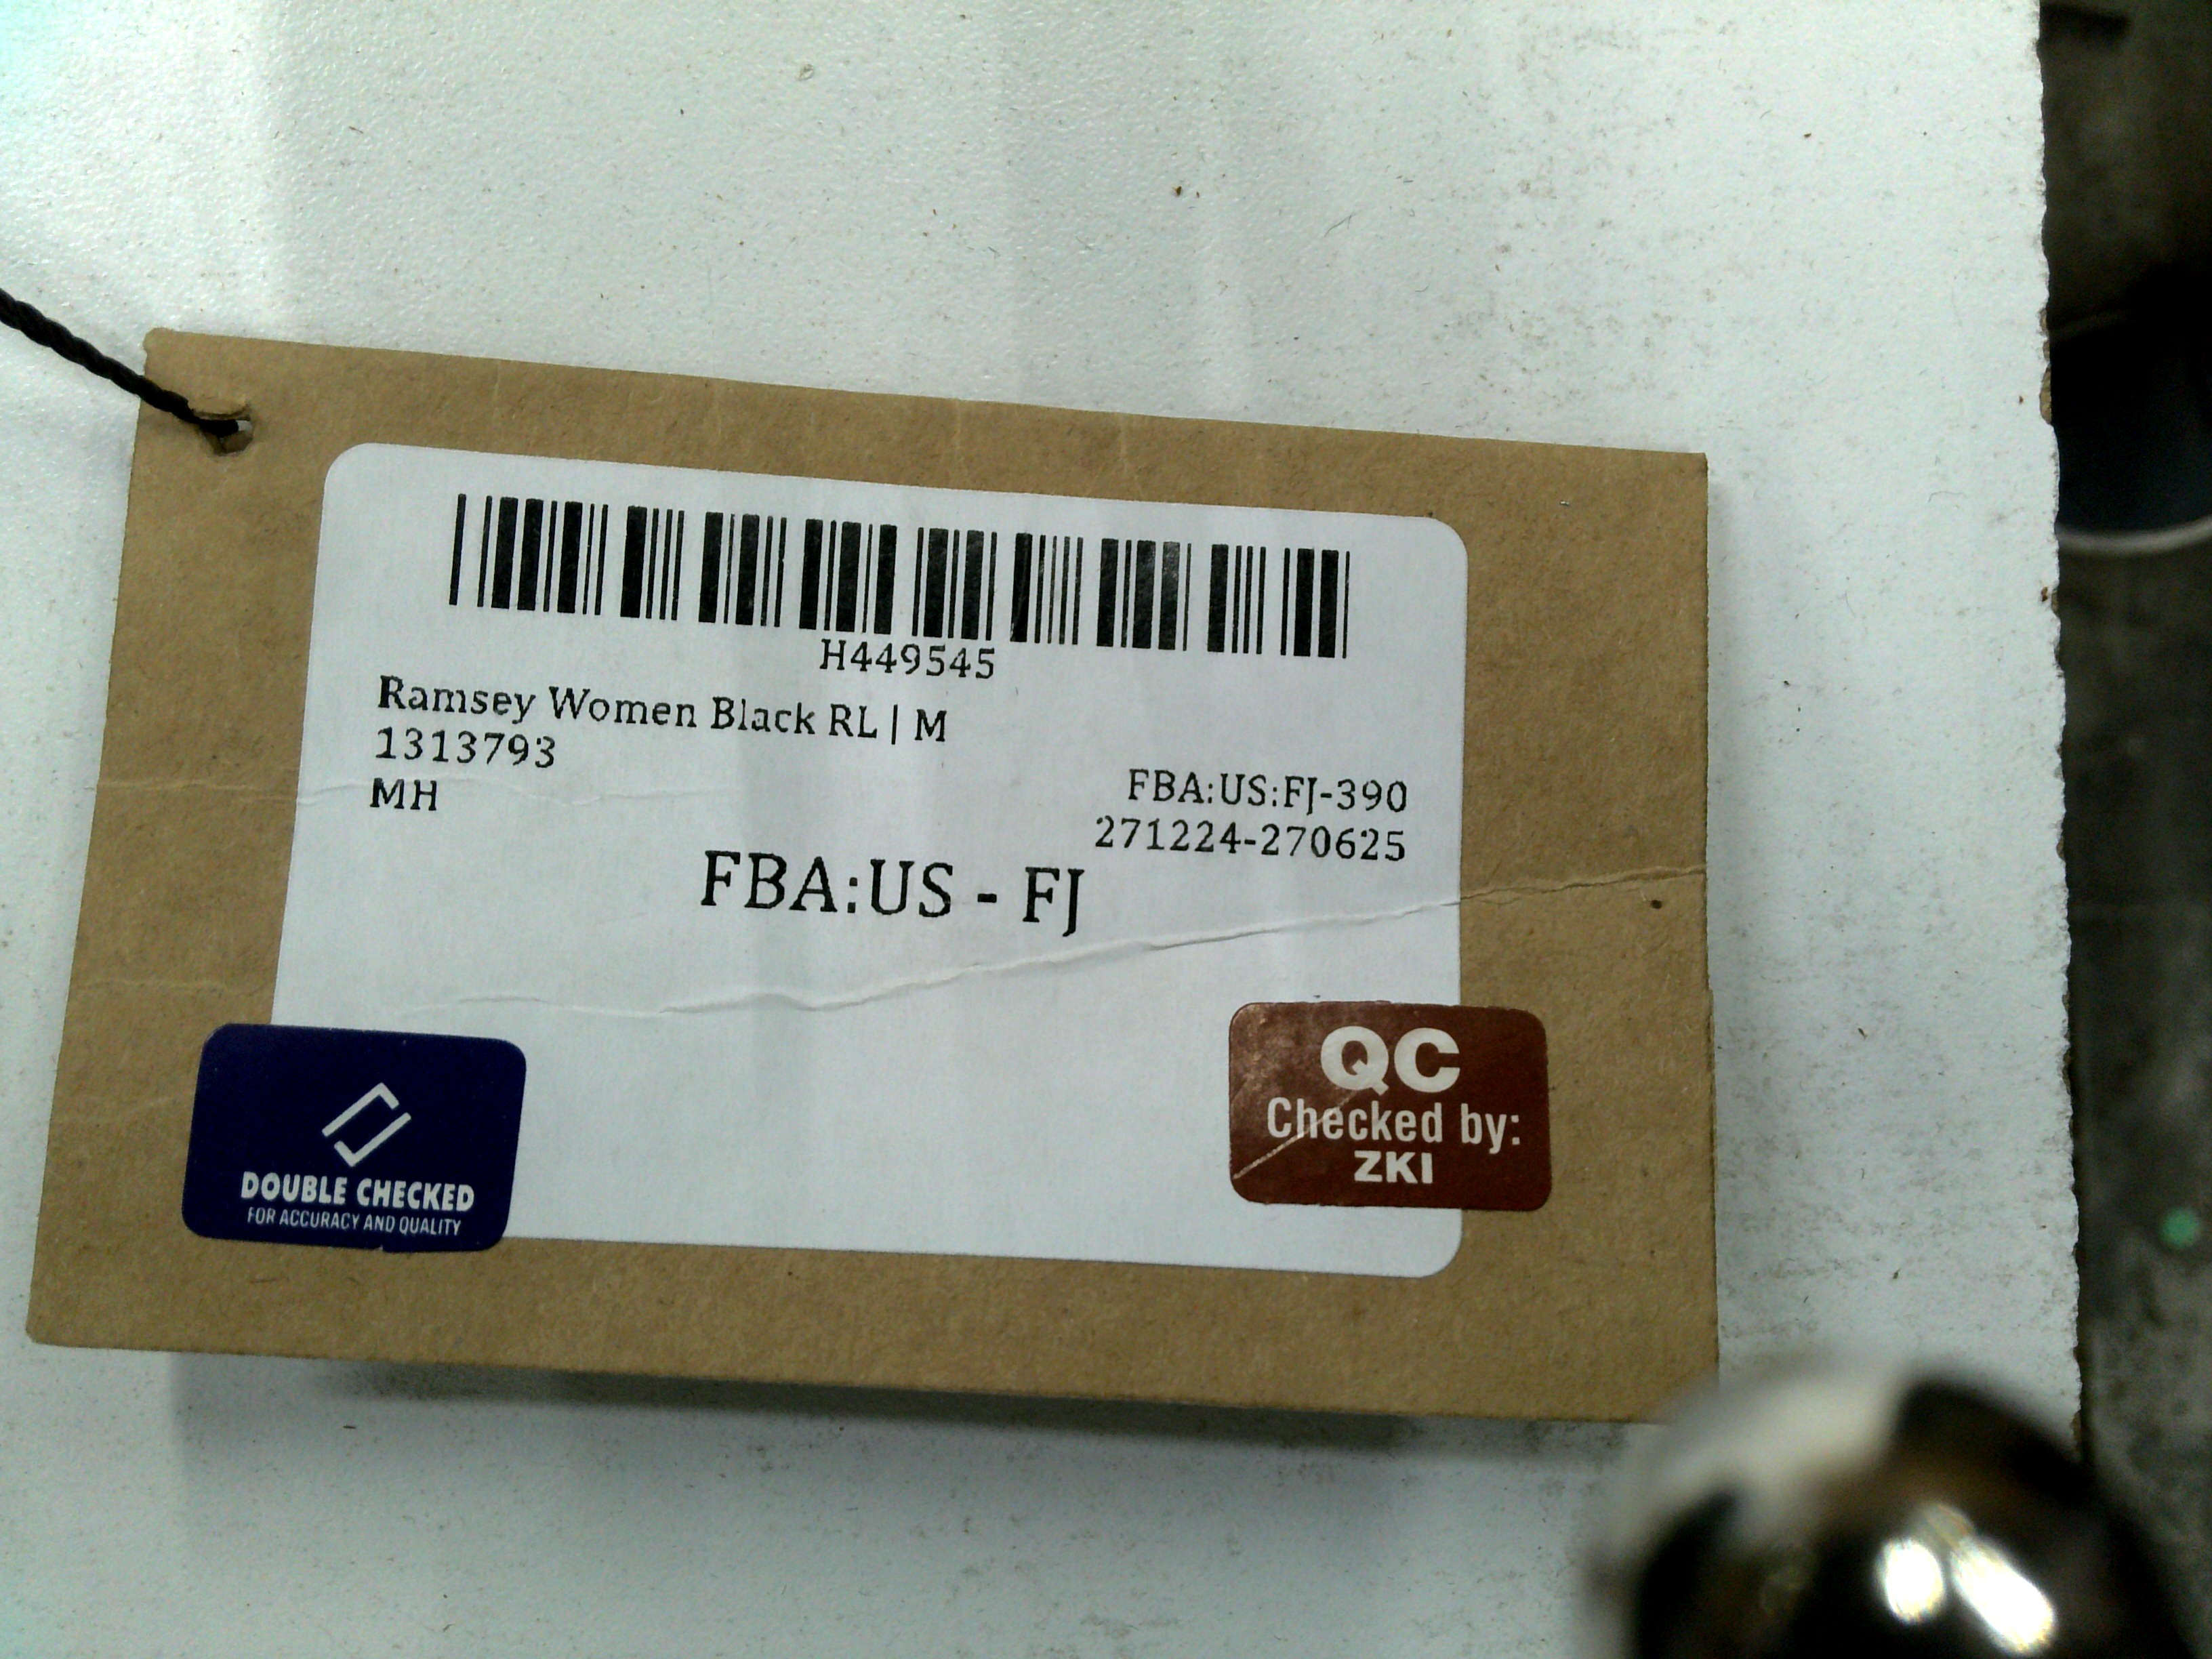 H449545
Ramsey Women Black RL | M
1313793
MH
FBA:US:FJ-390
271224-270625
FBA:US - FJ
DOUBLE CHECKED
FOR ACCURACY AND QUALITY
QC
Checked by:
ZKI